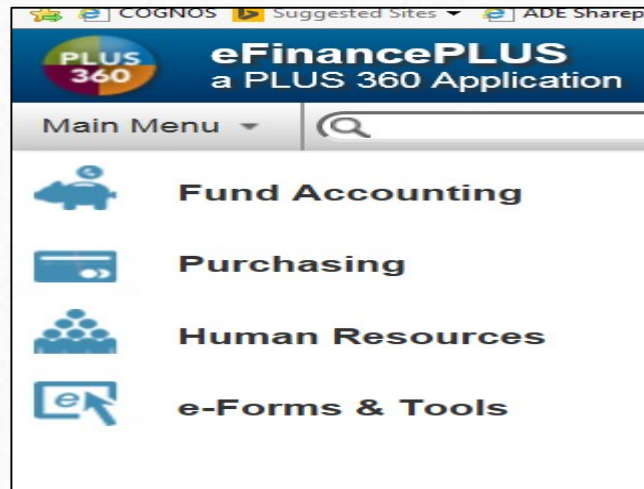 COGNOS Suggested Sites ADE Sharep
PLUS 360
eFinancePLUS
a PLUS 360 Application
Main Menu
Fund Accounting
Purchasing
Human Resources
e-Forms & Tools